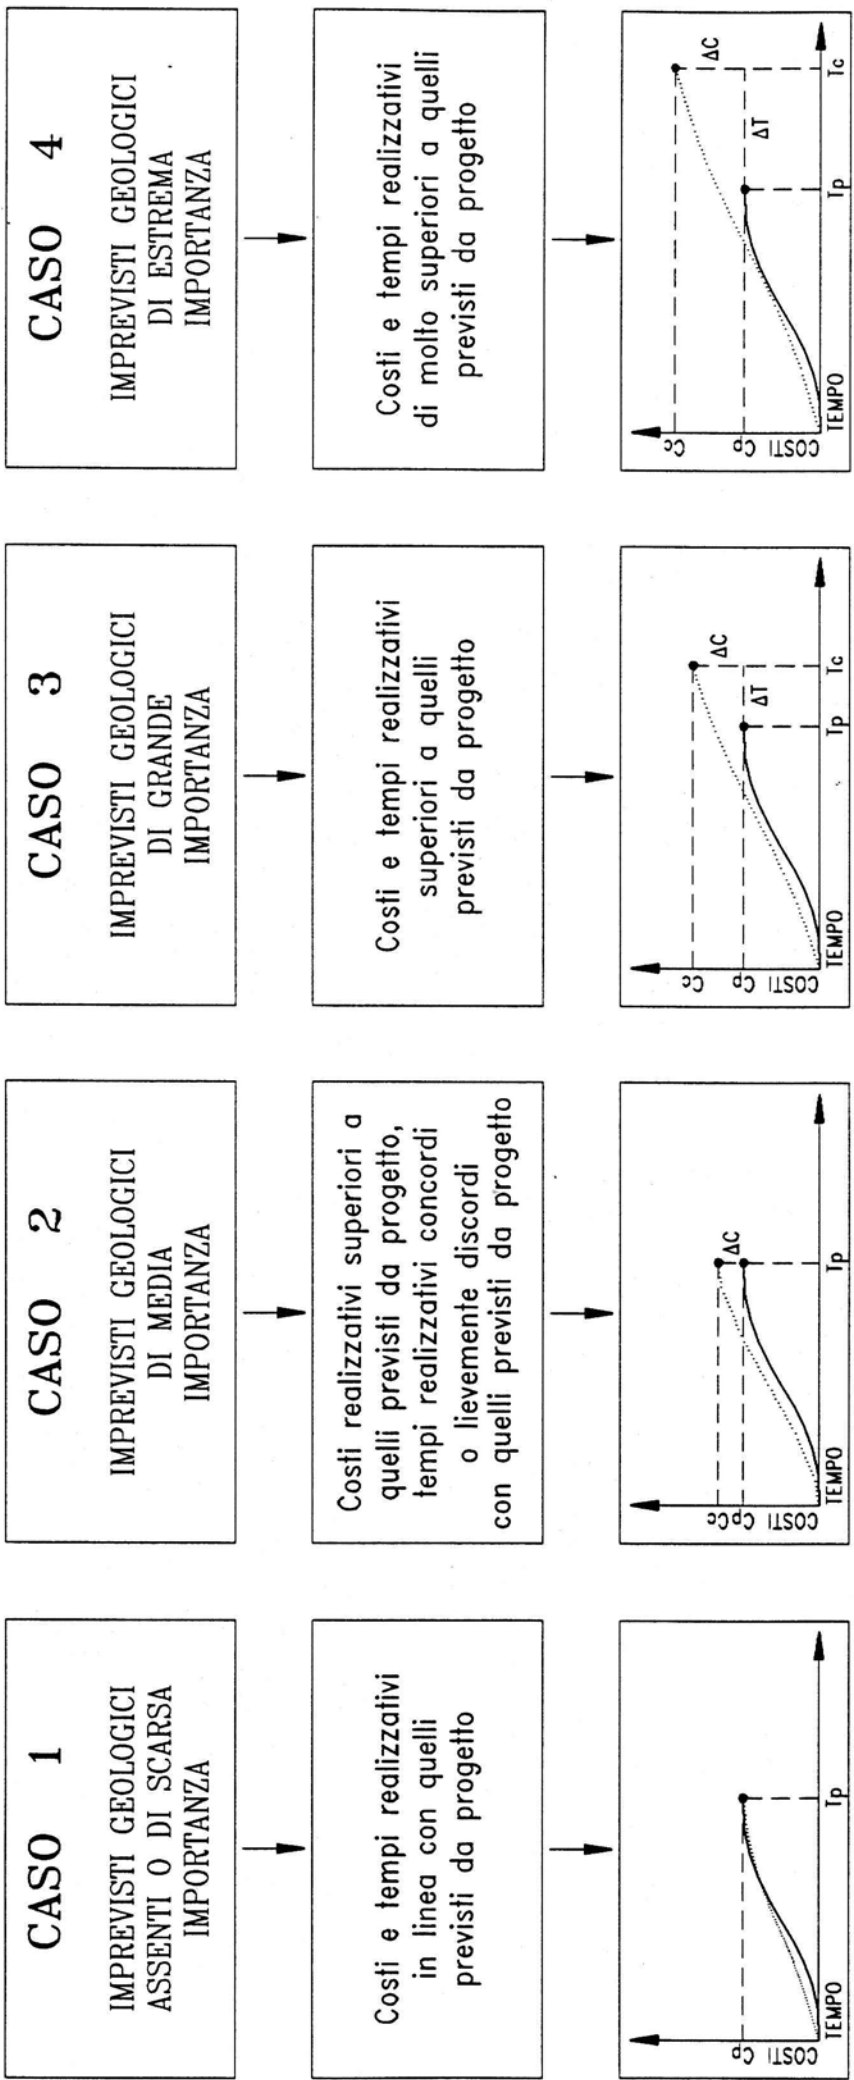 CASO 1
IMPREVISTI GEOLOGICI
ASSENTI O DI SCARSA
IMPORTANZA
Costi e tempi realizzativi
in linea con quelli
previsti da progetto
COSTI
Cp
TEMPO
Tp
CASO 2
IMPREVISTI GEOLOGICI
DI MEDIA
IMPORTANZA
Costi realizzativi superiori a
quelli previsti da progetto,
tempi realizzativi concordi
o lievemente discordi
con quelli previsti da progetto
COSTI
Cp
Cc
ΔC
TEMPO
Tp
CASO 3
IMPREVISTI GEOLOGICI
DI GRANDE
IMPORTANZA
Costi e tempi realizzativi
superiori a quelli
previsti da progetto
COSTI
Cp
Cc
ΔC
ΔT
TEMPO
Tp
Tc
CASO 4
IMPREVISTI GEOLOGICI
DI ESTREMA
IMPORTANZA
Costi e tempi realizzativi
di molto superiori a quelli
previsti da progetto
COSTI
Cp
Cc
ΔC
ΔT
TEMPO
Tp
Tc